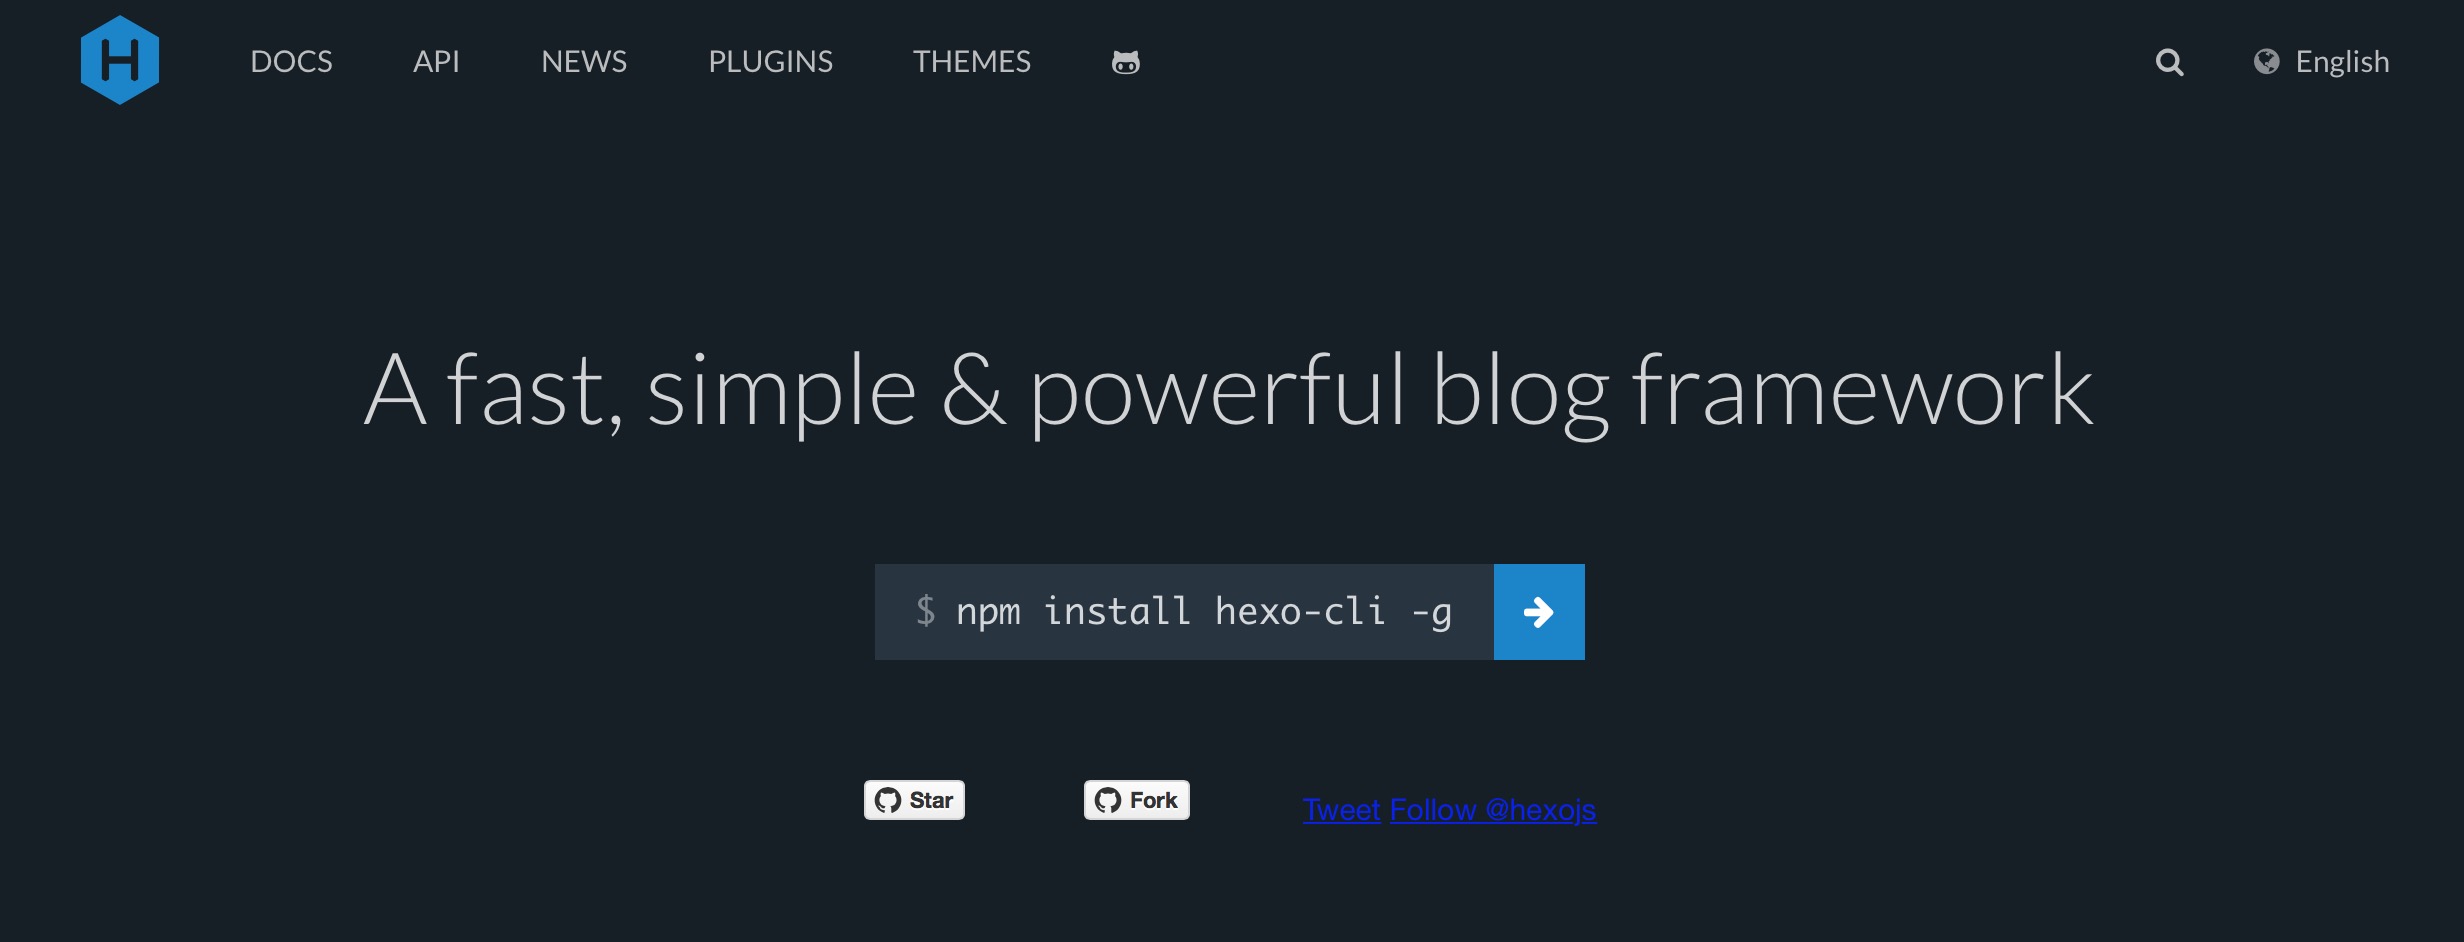 H DOCS API NEWS PLUGINS THEMES English
A fast, simple & powerful blog framework
$ npm install hexo-cli -g
Star Fork Tweet Follow @hexojs